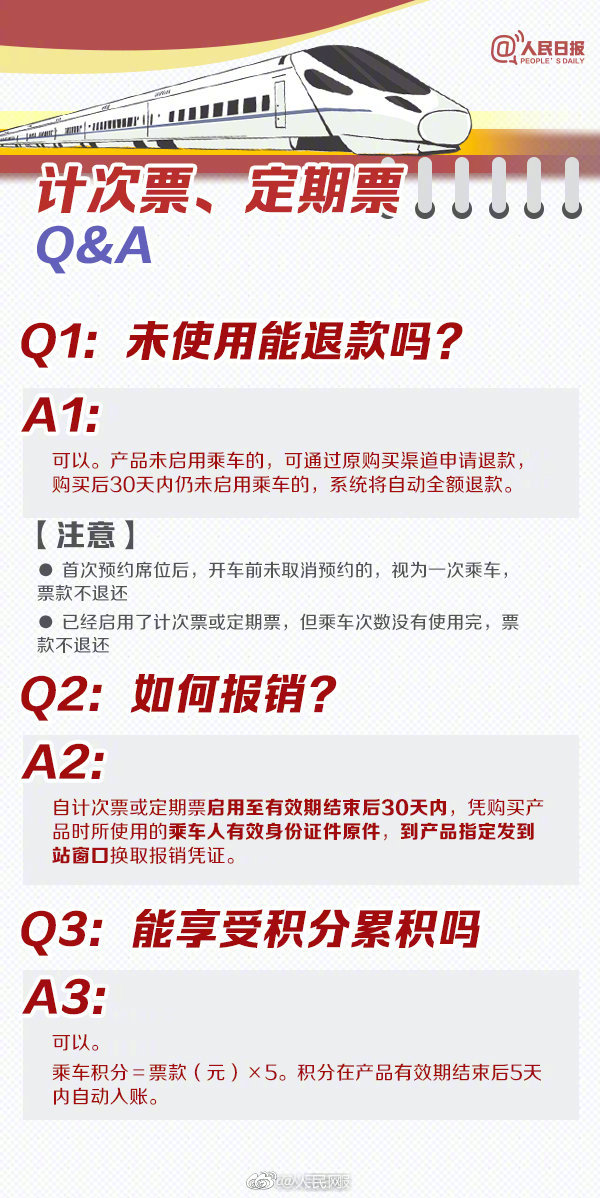 @人民日报
PEOPLE'S DAILY
计次票、定期票
Q&A
Q1: 未使用能退款吗?
A1:
可以。产品未启用乘车的，可通过原购买渠道申请退款，
购买后30天内仍未启用乘车的，系统将自动全额退款。
【注意】
● 首次预约席位后，开车前未取消预约的，视为一次乘车，
票款不退还
● 已经启用了计次票或定期票，但乘车次数没有使用完，票
款不退还
Q2: 如何报销?
A2:
自计次票或定期票启用至有效期结束后30天内，凭购买产
品时所使用的乘车人有效身份证件原件，到产品指定发到
站窗口换取报销凭证。
Q3: 能享受积分累积吗
A3:
可以。
乘车积分＝票款（元）×5。积分在产品有效期结束后5天
内自动入账。
@人民网